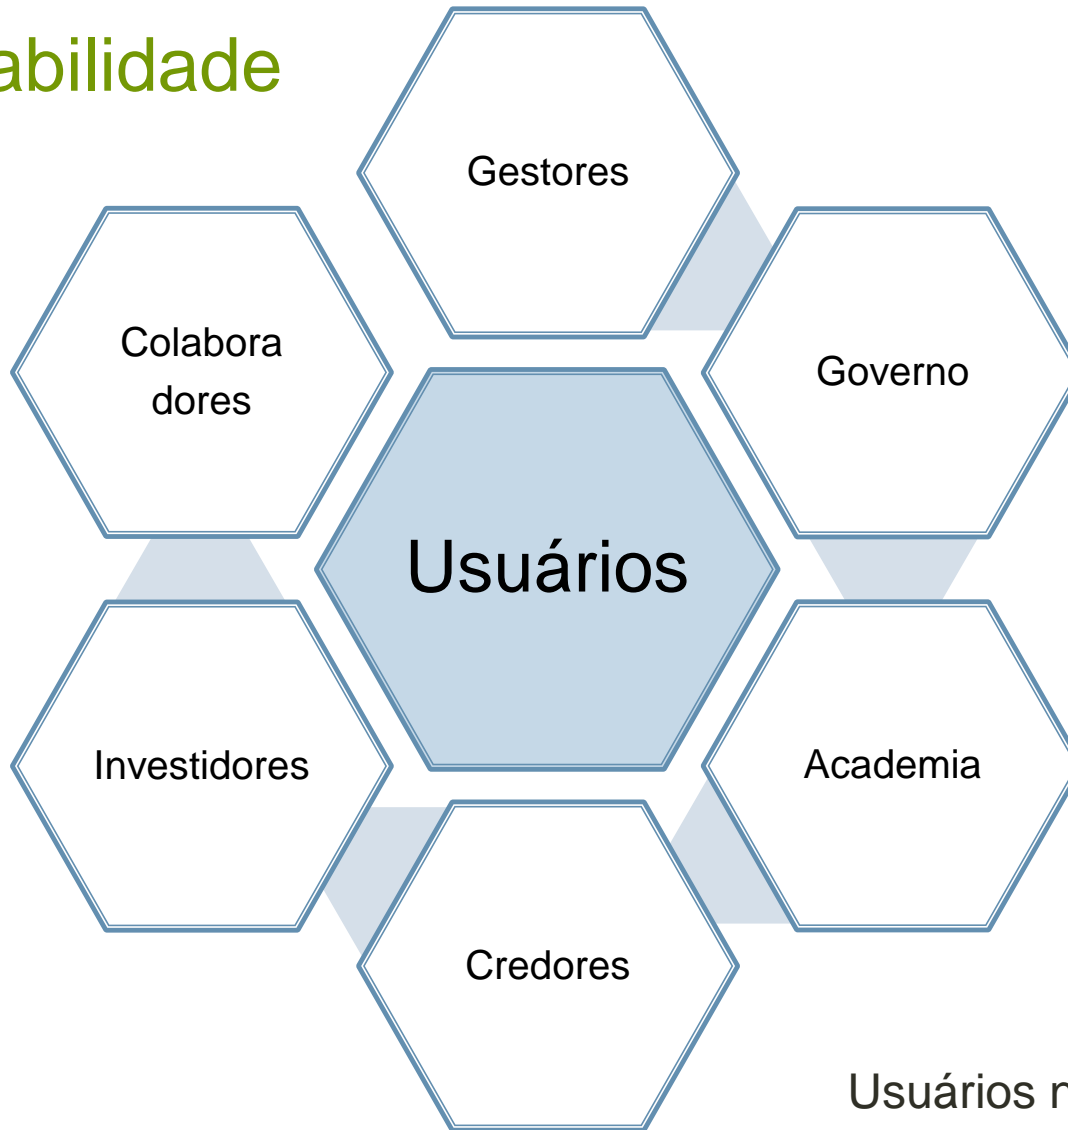 abilidade
Gestores
Colabora
dores
Governo
Usuários
Investidores
Academia
Credores
Usuários